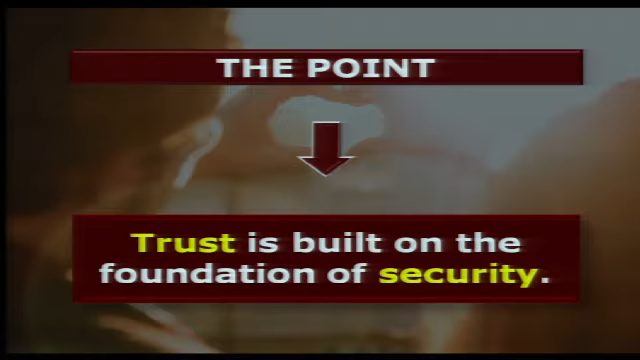 THE POINT
Trust is built on the
foundation of security.